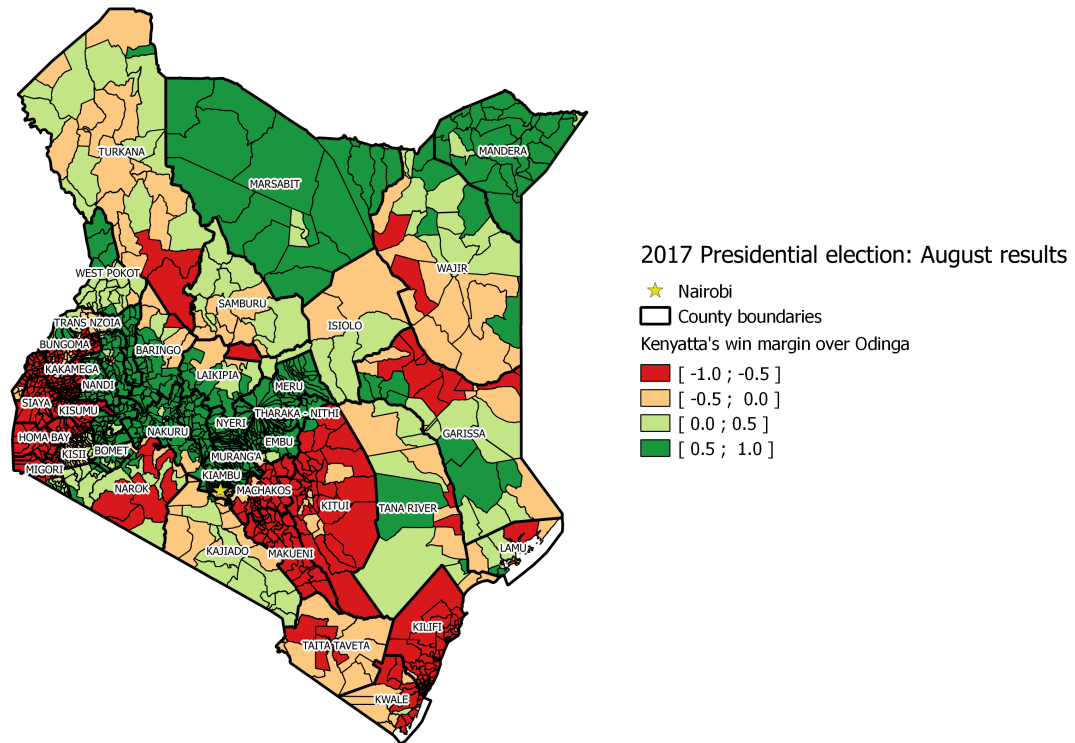 TURKANA
MARSABIT
MANDERA
WEST POKOT
WAJIR
SAMBURU
TRANS NZOIA
ISIOLO
BUNGOMA
BARINGO
KAKAMEGA
LAIKIPIA
NANDI
MERU
SIAYA
KISUMU
THARAKA - NITHI
NYERI
NAKURU
GARISSA
HOMA BAY
EMBU
KISII
BOMET
MURANG'A
MIGORI
KIAMBU
NAROK
MACHAKOS
KITUI
TANA RIVER
KAJIADO
MAKUENI
LAMU
KILIFI
TAITA TAVETA
KWALE
2017 Presidential election: August results
Nairobi
County boundaries
Kenyatta's win margin over Odinga
[ -1.0 ; -0.5 ]
[ -0.5 ; 0.0 ]
[ 0.0 ; 0.5 ]
[ 0.5 ; 1.0 ]